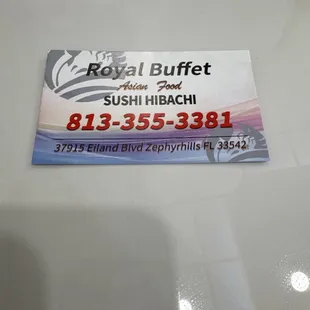 Royal Buffet
Asian Food
SUSHI HIBACHI
813-355-3381
37915 Eiland Blvd Zephyrhills FL 33542